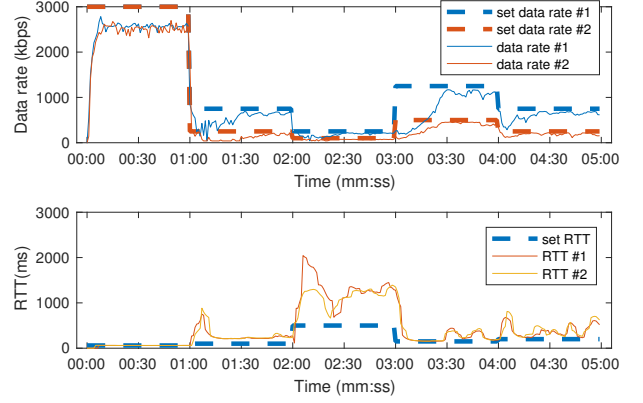 3000
2000
1000
0
Data rate (kbps)
set data rate #1
set data rate #2
data rate #1
data rate #2
00:00 00:30 01:00 01:30 02:00 02:30 03:00 03:30 04:00 04:30 05:00
Time (mm:ss)
3000
2000
1000
0
RTT(ms)
set RTT
RTT #1
RTT #2
00:00 00:30 01:00 01:30 02:00 02:30 03:00 03:30 04:00 04:30 05:00
Time (mm:ss)